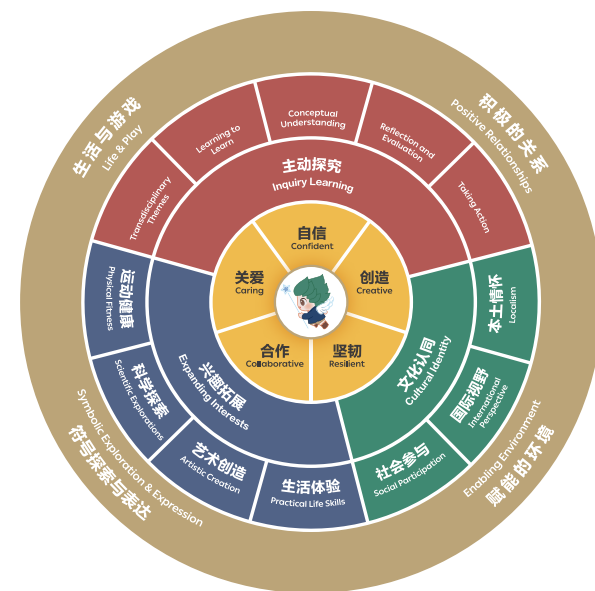 生活与游戏
Life & Play
积极的关系
Positive Relationships
Transdisciplinary
Themes
Learning to
Learn
Conceptual
Understanding
Reflection and
Evaluation
Taking Action
主动探究
Inquiry Learning
自信
Confident
关爱
Caring
创造
Creative
合作
Collaborative
坚韧
Resilient
运动健康
Physical Fitness
科学探索
Scientific Explorations
艺术创造
Artistic Creation
生活体验
Practical Life Skills
兴趣拓展
Expanding Interests
文化认同
Cultural Identity
本土情怀
Localism
国际视野
International
Perspective
社会参与
Social Participation
Symbolic Exploration & Expression
符号探索与表达
Enabling Environment
赋能的环境